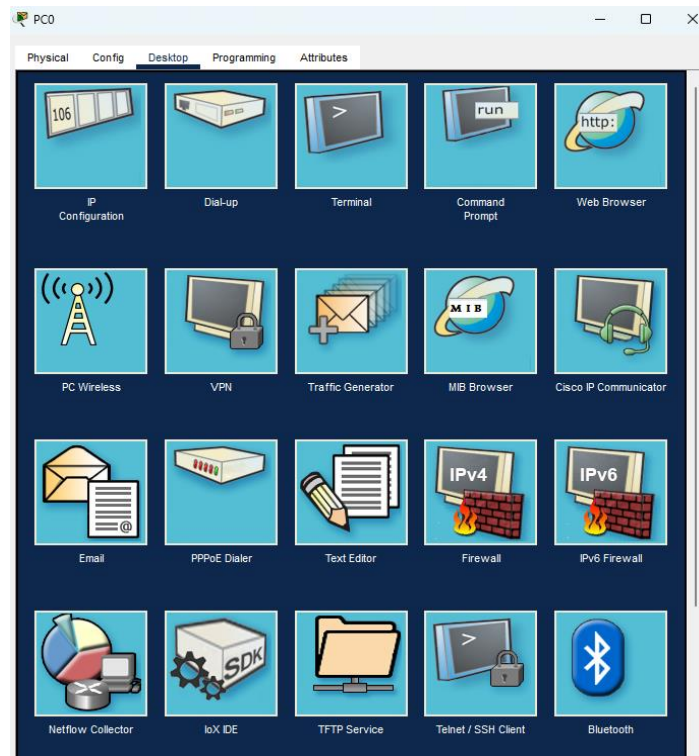 PC0
Physical Config Desktop Programming Attributes
106
>
run
http:
IP
Configuration
Dial-up
Terminal
Command
Prompt
Web Browser
MIB
PC Wireless
VPN
Traffic Generator
MIB Browser
Cisco IP Communicator
@
IPv4
IPv6
Email
PPPoE Dialer
Text Editor
Firewall
IPv6 Firewall
SDK
>
Netflow Collector
IoX IDE
TFTP Service
Telnet / SSH Client
Bluetooth